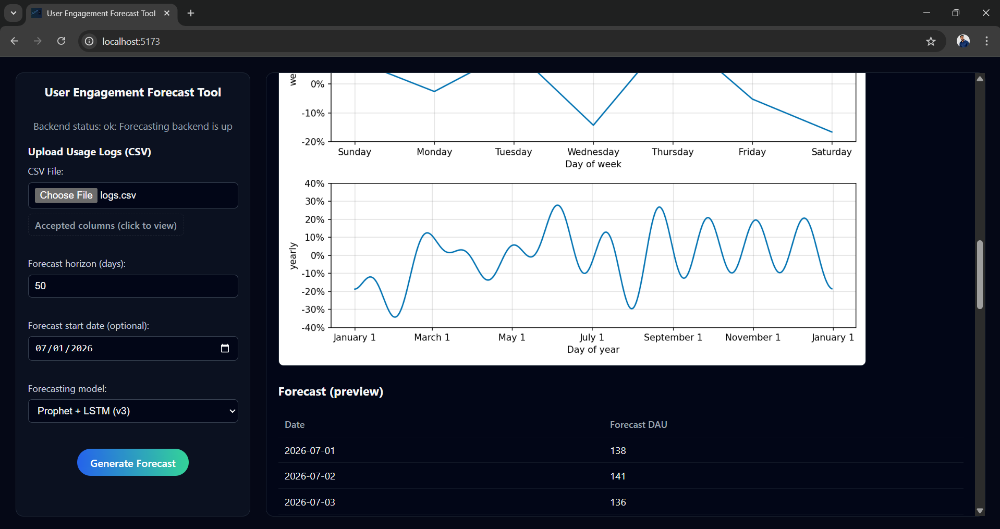 User Engagement Forecast Tool
localhost:5173
User Engagement Forecast Tool
Backend status: ok: Forecasting backend is up
Upload Usage Logs (CSV)
CSV File:
Choose File logs.csv
Accepted columns (click to view)
Forecast horizon (days):
50
Forecast start date (optional):
07/01/2026
Forecasting model:
Prophet + LSTM (v3)
Generate Forecast
0%
-10%
-20%
Sunday Monday Tuesday Wednesday Thursday Friday Saturday
Day of week
40%
30%
20%
10%
0%
-10%
-20%
-30%
-40%
yearly
January 1 March 1 May 1 July 1 September 1 November 1 January 1
Day of year
Forecast (preview)
Date Forecast DAU
2026-07-01 138
2026-07-02 141
2026-07-03 136